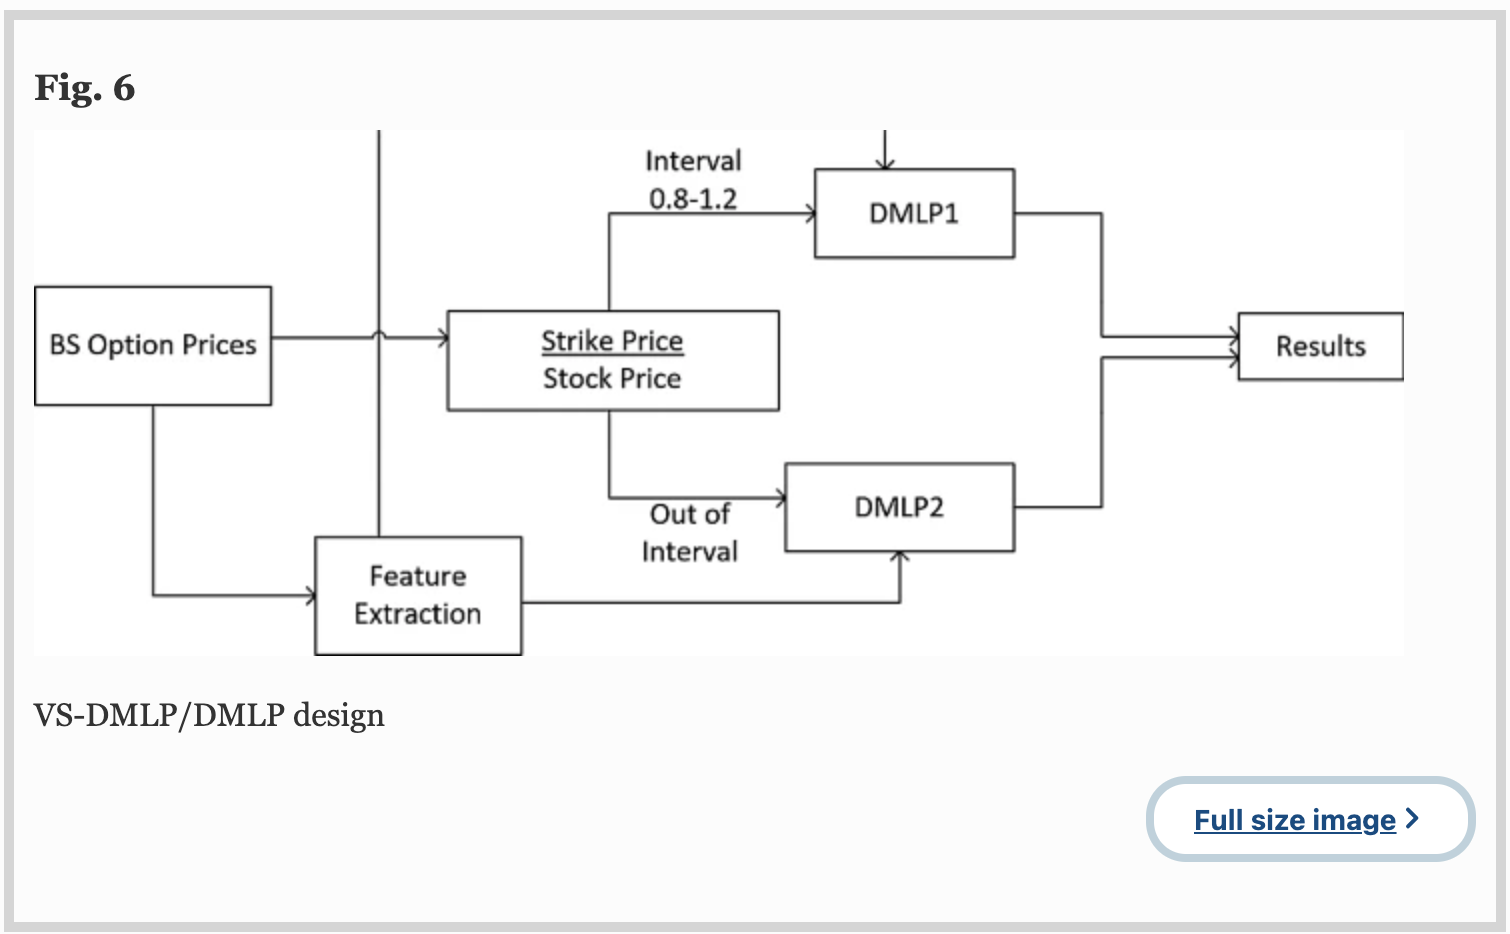 Fig. 6
Interval
0.8-1.2
DMLP1
BS Option Prices
Strike Price
Stock Price
Results
DMLP2
Out of
Interval
Feature
Extraction
VS-DMLP/DMLP design
Full size image